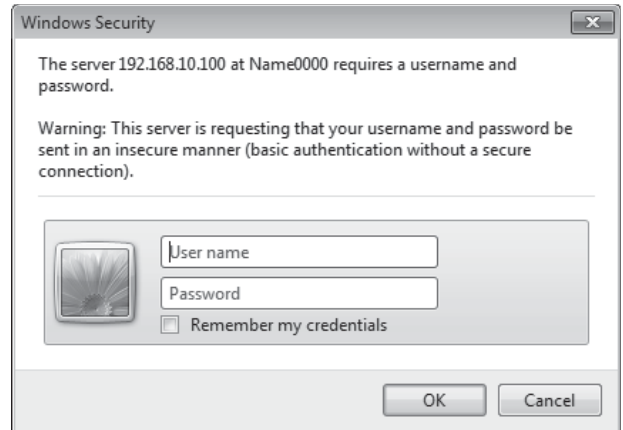 Windows Security
The server 192.168.10.100 at Name0000 requires a username and
password.
Warning: This server is requesting that your username and password be
sent in an insecure manner (basic authentication without a secure
connection).
User name
Password
Remember my credentials
OK
Cancel